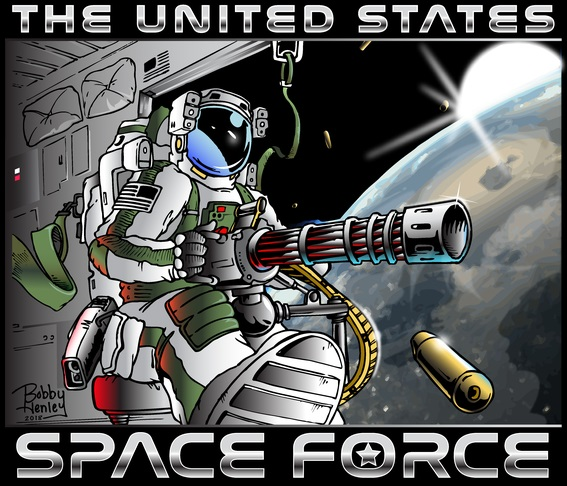 THE UNITED STATES
Bobby
Henley
2018
SPACE FORCE